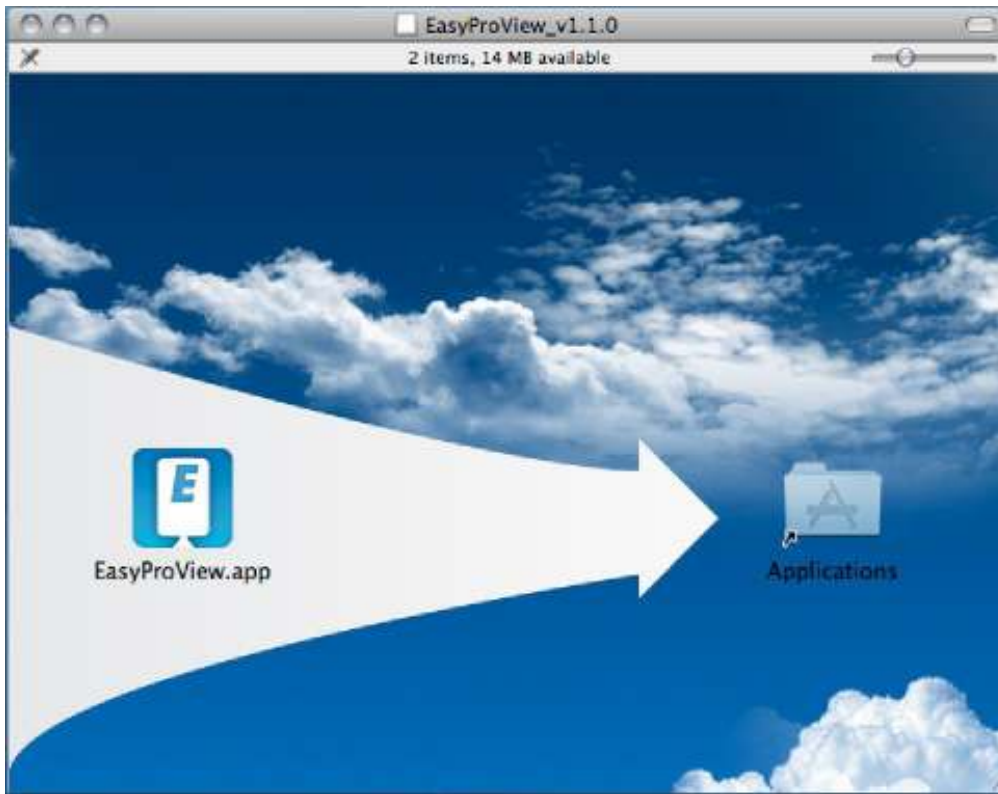 EasyProView_v1.1.0
2 items, 14 MB available
E
EasyProView.app
Applications